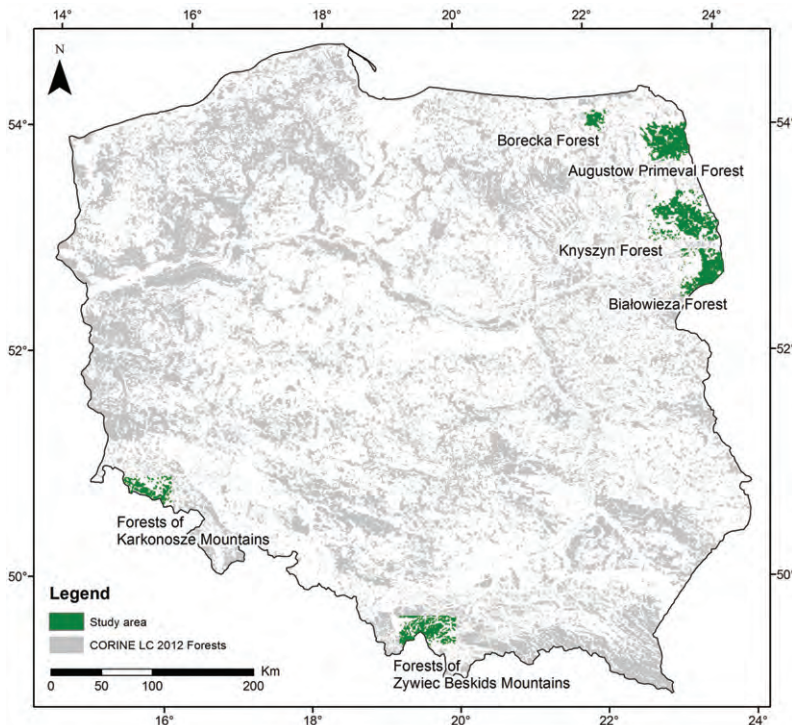 14° 16° 18° 20° 22° 24°
N
54° 54°
Borecka Forest
Augustow Primeval Forest
Knyszyn Forest
Białowieza Forest
52° 52°
Forests of
Karkonosze Mountains
50° 50°
Legend
Study area
CORINE LC 2012 Forests
Forests of
Zywiec Beskids Mountains
Km
0 50 100 200
14° 16° 20° 22° 24°